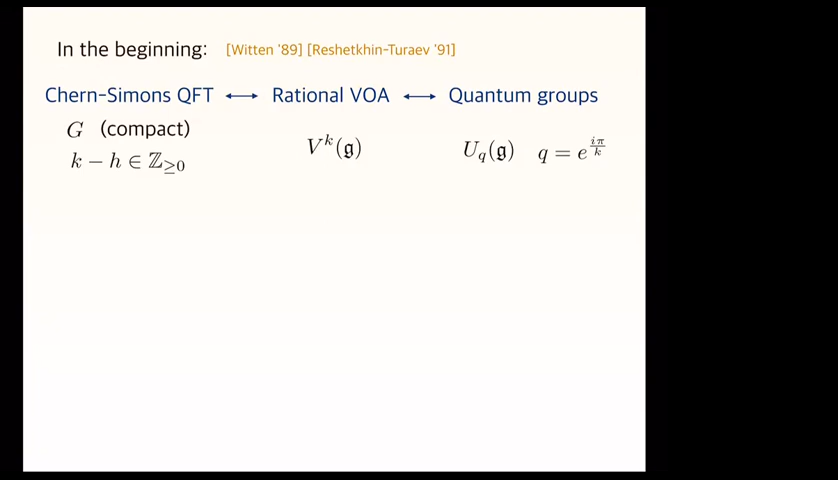 In the beginning: [Witten '89] [Reshetkhin-Turaev '91]
Chern-Simons QFT ⟷ Rational VOA ⟷ Quantum groups
G (compact)
k − h ∈ ℤ≥0
V^k(𝔤)
U_q(𝔤) q = e^{iπ/k}